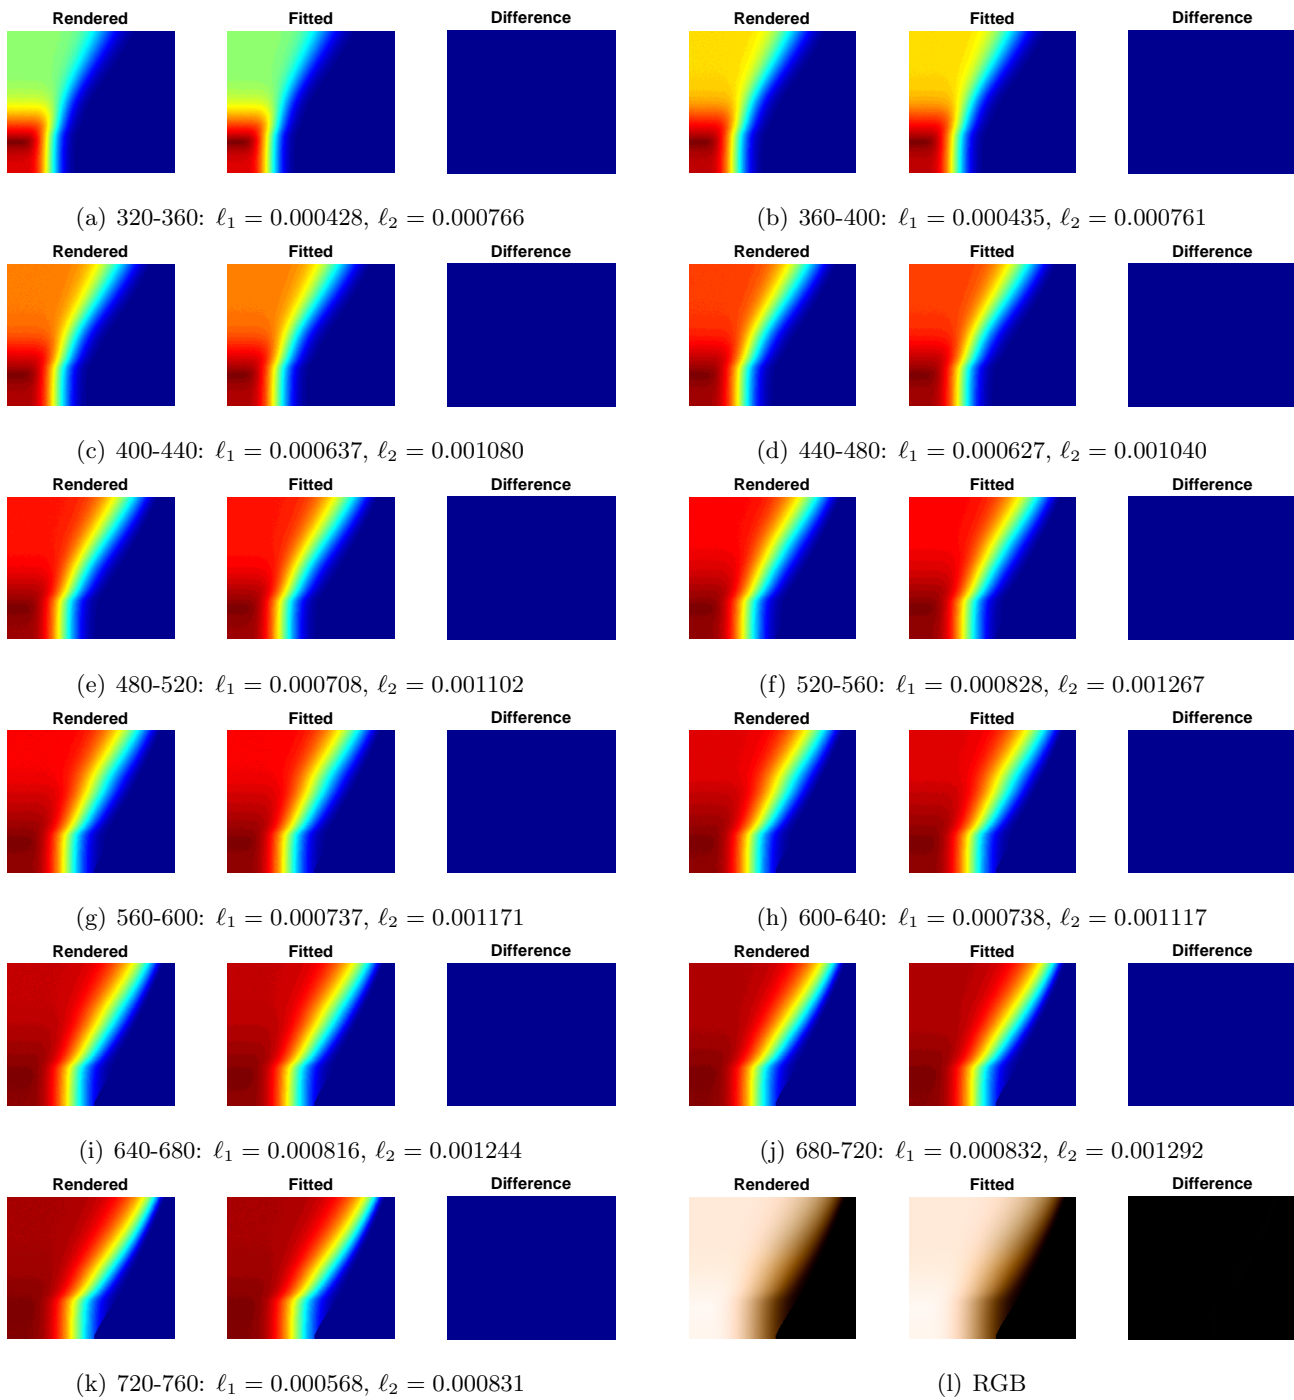 Rendered Fitted Difference Rendered Fitted Difference
(a) 320-360: ℓ₁ = 0.000428, ℓ₂ = 0.000766 (b) 360-400: ℓ₁ = 0.000435, ℓ₂ = 0.000761
Rendered Fitted Difference Rendered Fitted Difference
(c) 400-440: ℓ₁ = 0.000637, ℓ₂ = 0.001080 (d) 440-480: ℓ₁ = 0.000627, ℓ₂ = 0.001040
Rendered Fitted Difference Rendered Fitted Difference
(e) 480-520: ℓ₁ = 0.000708, ℓ₂ = 0.001102 (f) 520-560: ℓ₁ = 0.000828, ℓ₂ = 0.001267
Rendered Fitted Difference Rendered Fitted Difference
(g) 560-600: ℓ₁ = 0.000737, ℓ₂ = 0.001171 (h) 600-640: ℓ₁ = 0.000738, ℓ₂ = 0.001117
Rendered Fitted Difference Rendered Fitted Difference
(i) 640-680: ℓ₁ = 0.000816, ℓ₂ = 0.001244 (j) 680-720: ℓ₁ = 0.000832, ℓ₂ = 0.001292
Rendered Fitted Difference Rendered Fitted Difference
(k) 720-760: ℓ₁ = 0.000568, ℓ₂ = 0.000831 (l) RGB